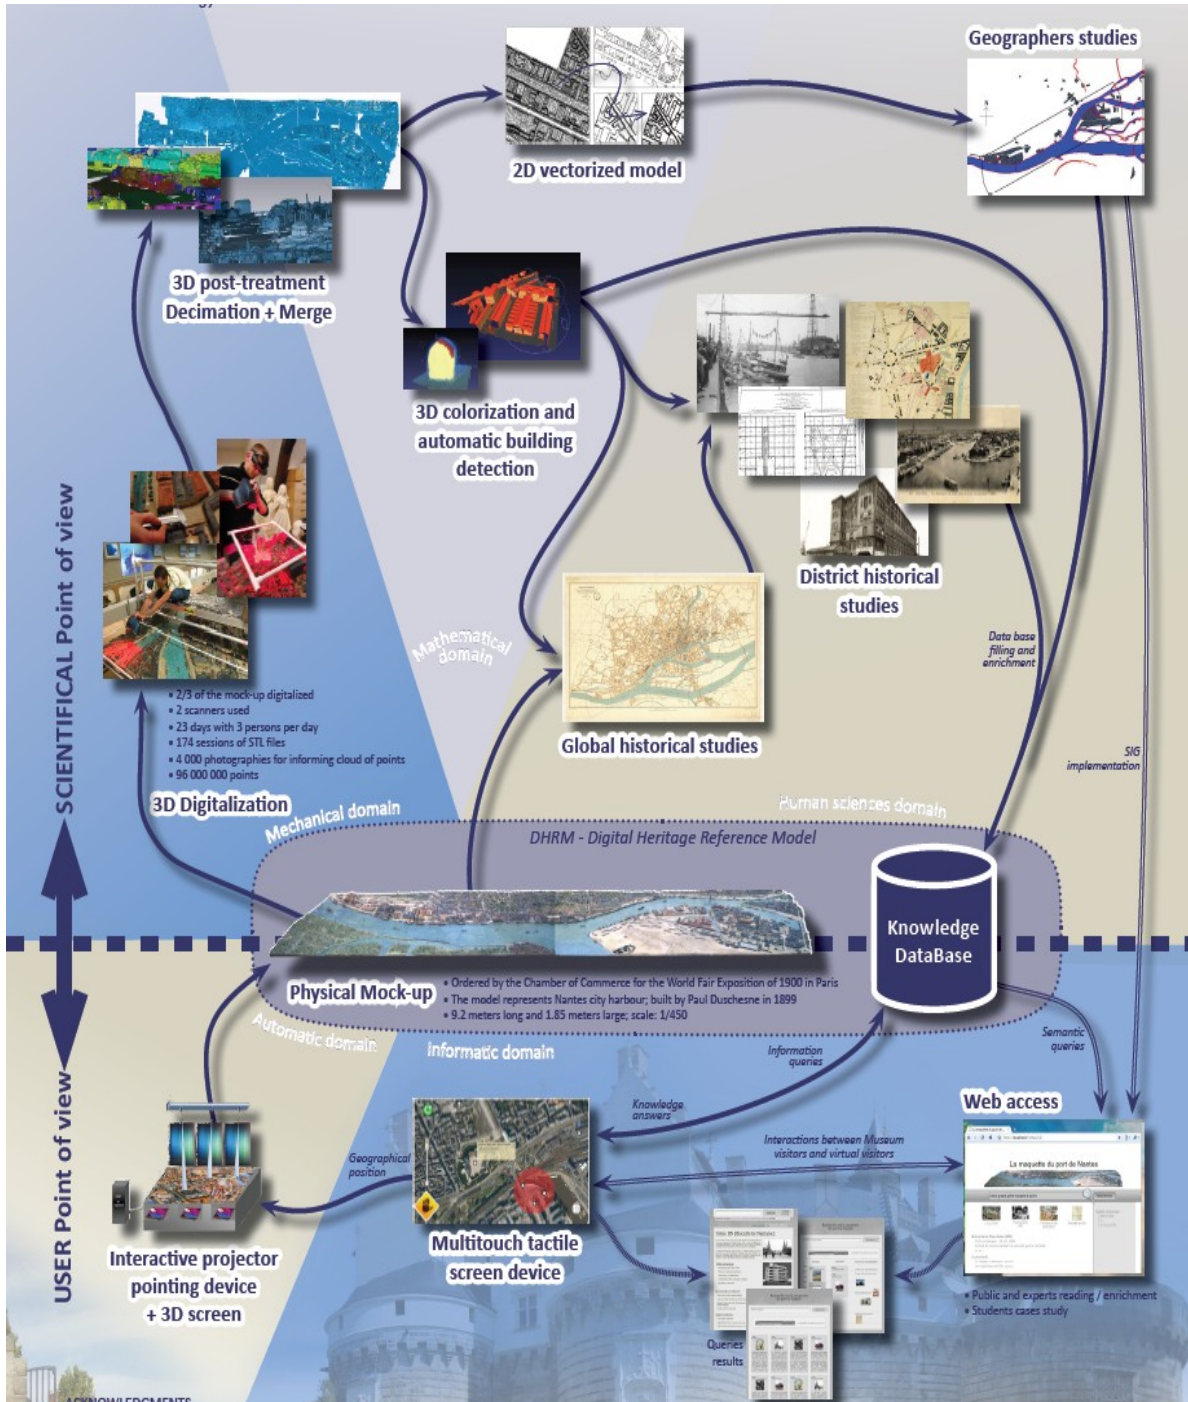 Geographers studies
2D vectorized model
3D post-treatment
Decimation + Merge
3D colorization and
automatic building
detection
District historical
studies
Data base
filling and
enrichment
Mathematical
domain
Global historical studies
SIG
implementation
SCIENTIFICAL Point of view
• 2/3 of the mock-up digitalized
• 2 scanners used
• 23 days with 3 persons per day
• 174 sessions of STL files
• 4 000 photographies for informing cloud of points
• 96 000 000 points
3D Digitalization
Mechanical domain
Human sciences domain
DHRM - Digital Heritage Reference Model
Knowledge
DataBase
Physical Mock-up
• Ordered by the Chamber of Commerce for the World Fair Exposition of 1900 in Paris
• The model represents Nantes city harbour; built by Paul Duschesne in 1899
• 9.2 meters long and 1.85 meters large; scale: 1/450
Automatic domain
Informatic domain
Information
queries
Semantic
queries
USER Point of view
Knowledge
answers
Web access
Interactions between Museum
visitors and virtual visitors
Geographical
position
La maquette du port de Nantes
Interactive projector
pointing device
+ 3D screen
Multitouch tactile
screen device
• Public and experts reading / enrichment
• Students cases study
Queries
results
ACKNOWLEDGMENTS